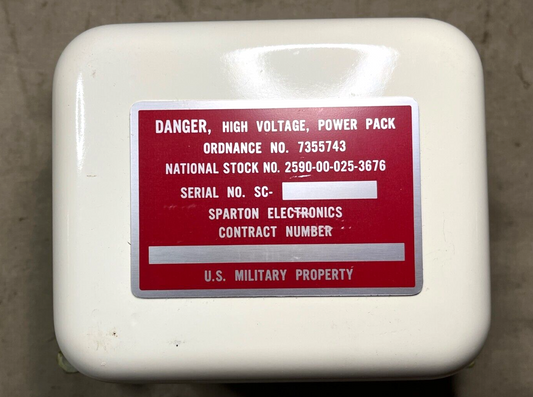 DANGER, HIGH VOLTAGE, POWER PACK
ORDNANCE NO. 7355743
NATIONAL STOCK NO. 2590-00-025-3676
SERIAL NO. SC-
SPARTON ELECTRONICS
CONTRACT NUMBER
U.S. MILITARY PROPERTY